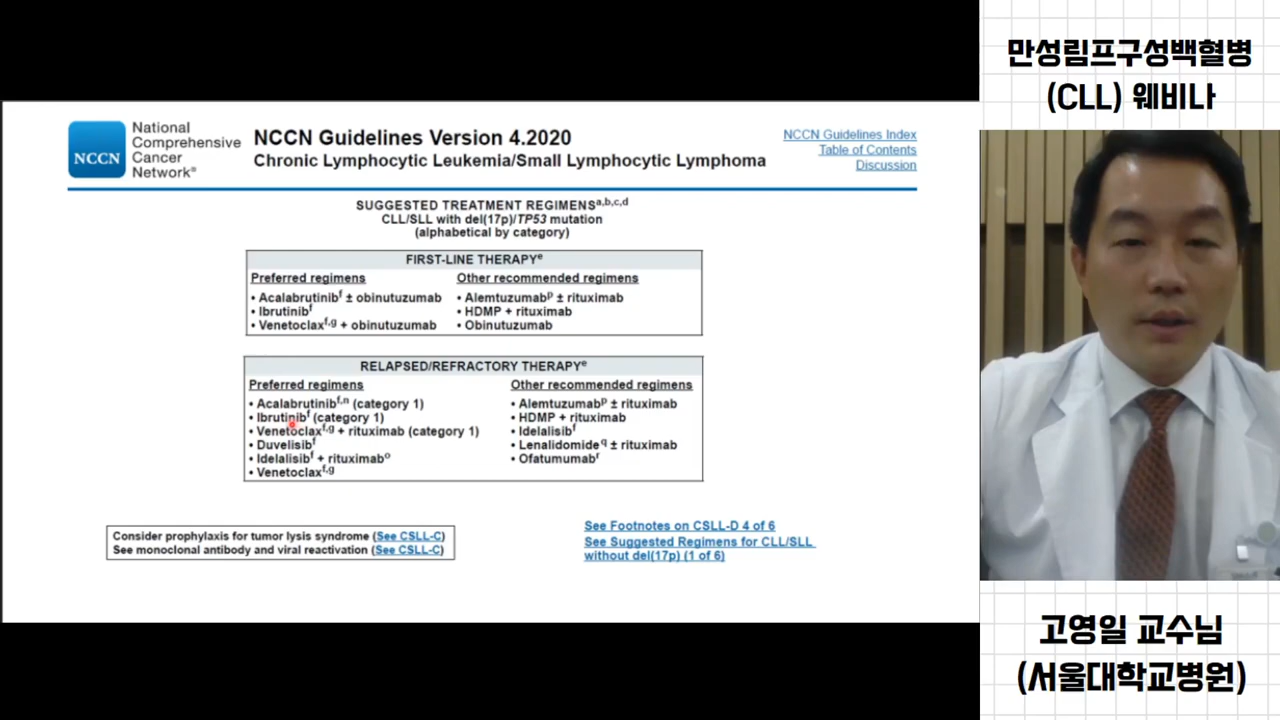 만성림프구성백혈병
(CLL) 웨비나
NCCN
National
Comprehensive
Cancer
Network®
NCCN Guidelines Version 4.2020
Chronic Lymphocytic Leukemia/Small Lymphocytic Lymphoma
NCCN Guidelines Index
Table of Contents
Discussion
SUGGESTED TREATMENT REGIMENSa,b,c,d
CLL/SLL with del(17p)/TP53 mutation
(alphabetical by category)
FIRST-LINE THERAPYe
Preferred regimens
• Acalabrutinibf ± obinutuzumab
• Ibrutinibf
• Venetoclaxf,g + obinutuzumab
Other recommended regimens
• Alemtuzumabp ± rituximab
• HDMP + rituximab
• Obinutuzumab
RELAPSED/REFRACTORY THERAPYe
Preferred regimens
• Acalabrutinibf,n (category 1)
• Ibrutinibf (category 1)
• Venetoclaxf,g + rituximab (category 1)
• Duvelisibf
• Idelalisibf + rituximabo
• Venetoclaxf,g
Other recommended regimens
• Alemtuzumabp ± rituximab
• HDMP + rituximab
• Idelalisibf
• Lenalidomideq ± rituximab
• Ofatumumabr
Consider prophylaxis for tumor lysis syndrome (See CSLL-C)
See monoclonal antibody and viral reactivation (See CSLL-C)
See Footnotes on CSLL-D 4 of 6
See Suggested Regimens for CLL/SLL
without del(17p) (1 of 6)
고영일 교수님
(서울대학교병원)